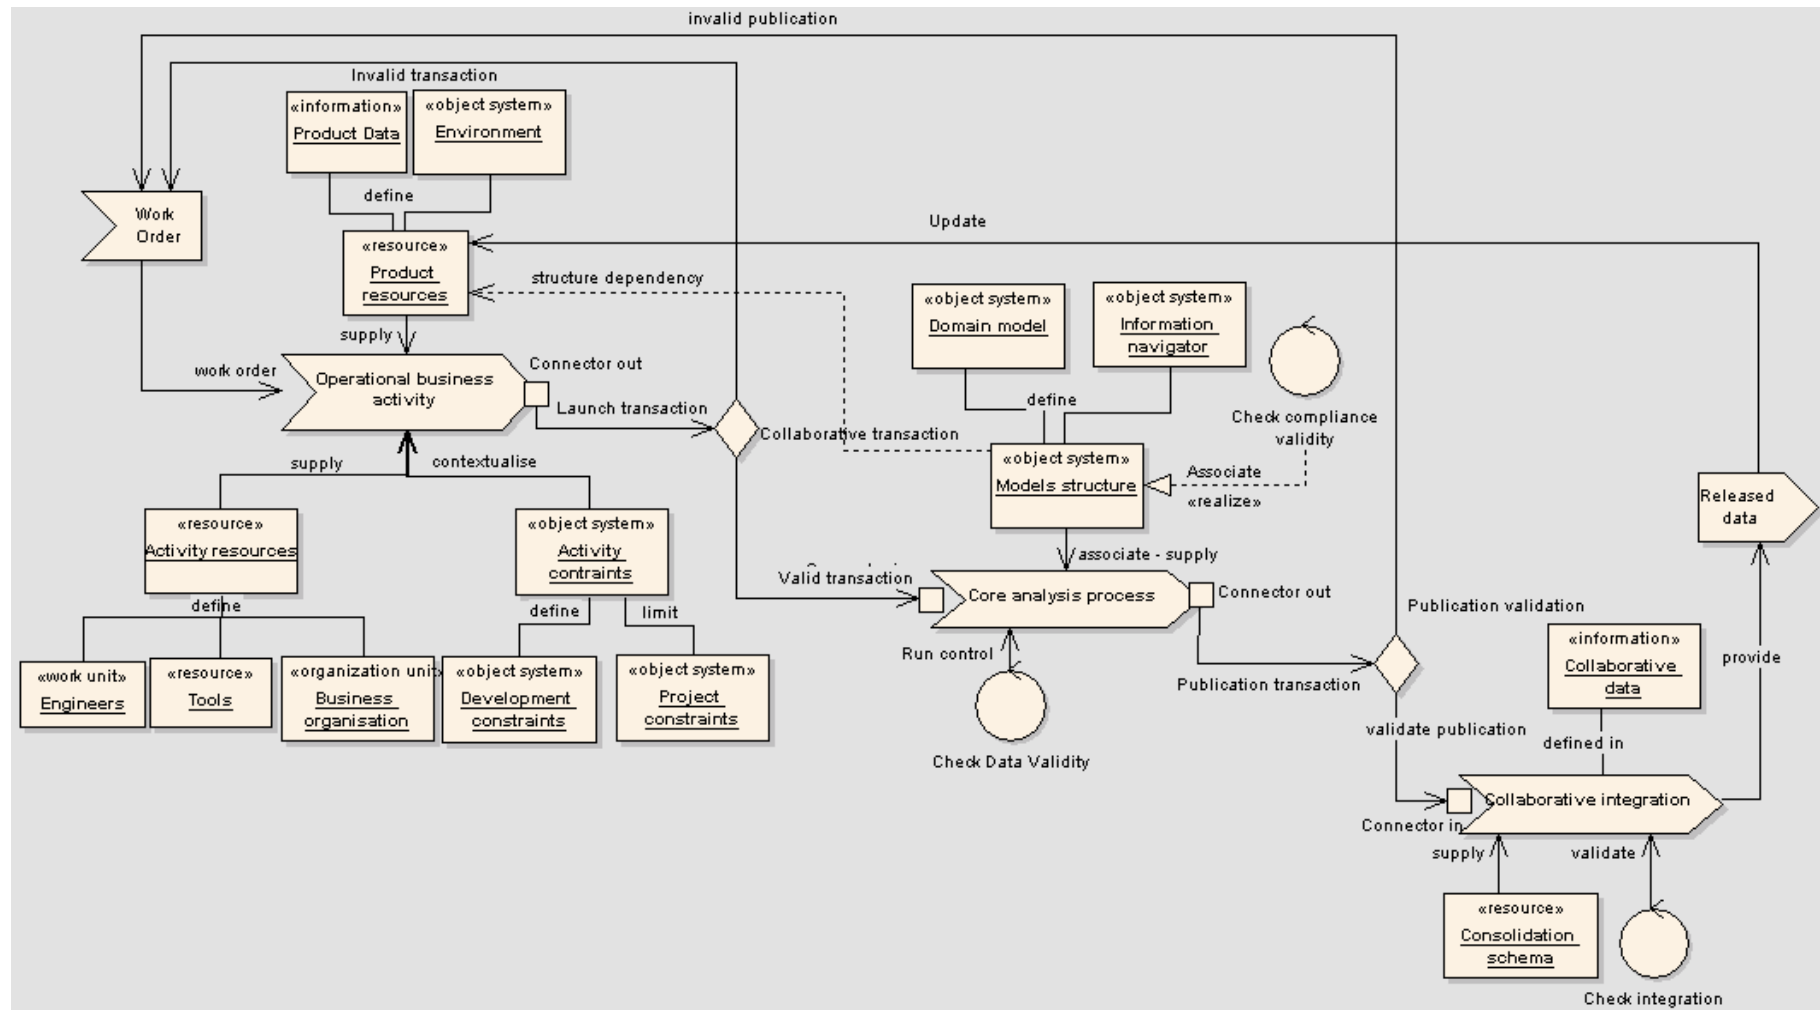 invalid publication
Invalid transaction
«information»
Product Data
«object system»
Environment
define
Work
Order
Update
«resource»
Product
resources
structure dependency
supply
«object system»
Domain model
«object system»
Information
navigator
Check compliance
validity
define
work order
Operational business
activity
Connector out
Launch transaction
Collaborative transaction
supply
contextualise
«object system»
Models structure
Associate
«realize»
Released
data
«resource»
Activity resources
«object system»
Activity
contraints
associate - supply
Valid transaction
Core analysis process
Connector out
define
define
limit
Publication validation
«work unit»
Engineers
«resource»
Tools
«organization unit»
Business
organisation
«object system»
Development
constraints
«object system»
Project
constraints
Run control
Check Data Validity
Publication transaction
«information»
Collaborative
data
provide
validate publication
defined in
Collaborative integration
Connector in
supply
validate
«resource»
Consolidation
schema
Check integration